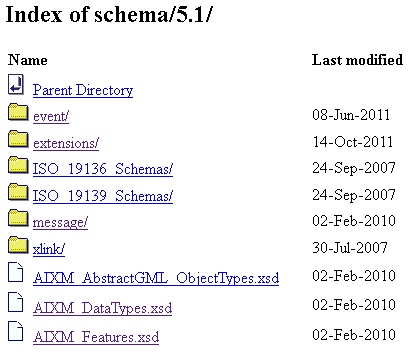 Index of schema/5.1/
Name Last modified
Parent Directory
event/ 08-Jun-2011
extensions/ 14-Oct-2011
ISO_19136_Schemas/ 24-Sep-2007
ISO_19139_Schemas/ 24-Sep-2007
message/ 02-Feb-2010
xlink/ 30-Jul-2007
AIXM_AbstractGML_ObjectTypes.xsd 02-Feb-2010
AIXM_DataTypes.xsd 02-Feb-2010
AIXM_Features.xsd 02-Feb-2010